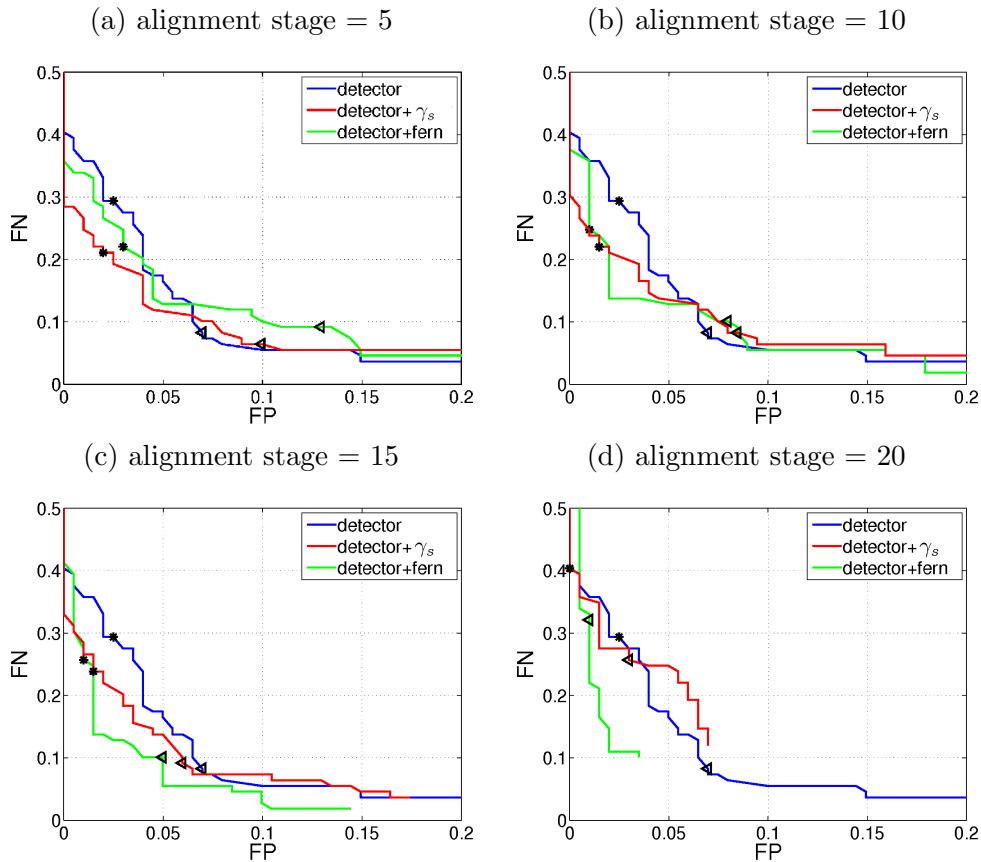 (a) alignment stage = 5
0.5
0.4
0.3
0.2
0.1
0
FN
0
0.05
0.1
0.15
0.2
FP
detector
detector+ γs
detector+fern
(b) alignment stage = 10
0.5
0.4
0.3
0.2
0.1
0
FN
0
0.05
0.1
0.15
0.2
FP
detector
detector+ γs
detector+fern
(c) alignment stage = 15
0.5
0.4
0.3
0.2
0.1
0
FN
0
0.05
0.1
0.15
0.2
FP
detector
detector+ γs
detector+fern
(d) alignment stage = 20
0.5
0.4
0.3
0.2
0.1
0
FN
0
0.05
0.1
0.15
0.2
FP
detector
detector+ γs
detector+fern